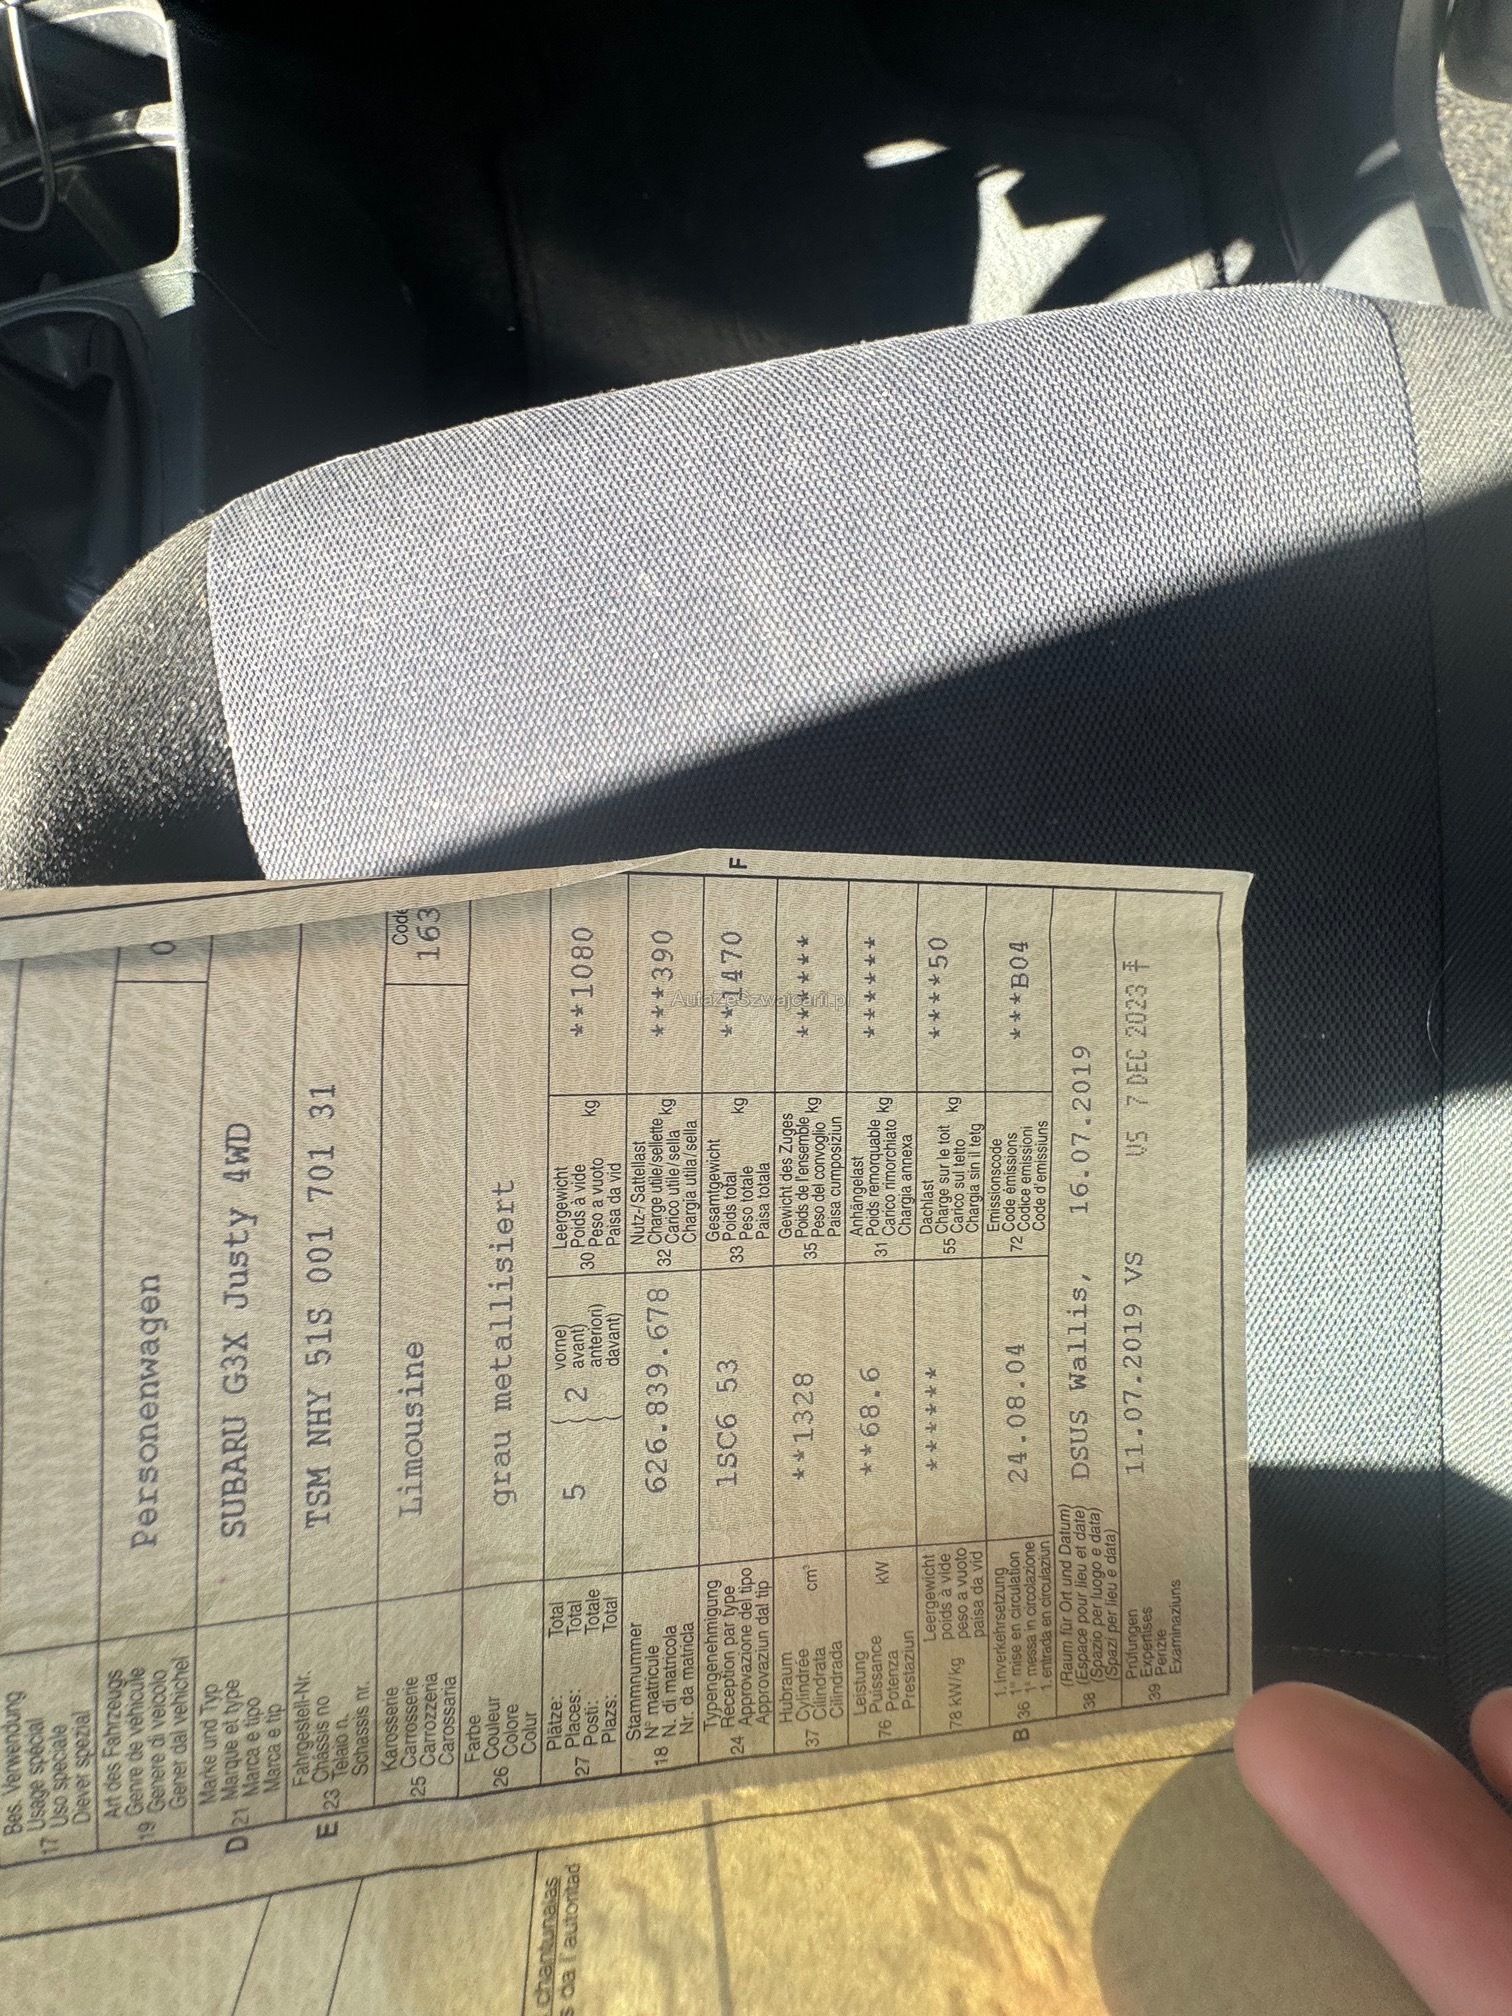 Bes. Verwendung
17 Usage spécial
Uso speciale
Diever spezial
Art des Fahrzeugs
19 Genre de véhicule
Genere di veicolo
Gener dal vehichel
Personenwagen
Marke und Typ
D 21 Marque et type
Marca e tipo
Marca e tip
SUBARU G3X Justy 4WD
Fahrgestell-Nr.
E 23 Châssis no
Telaio n.
Schassis nr.
TSM NHY 51S 001 701 31
Karosserie
25 Carrosserie
Carrozzeria
Carossaria
Limousine
Code
163
Farbe
26 Couleur
Colore
Colur
grau metallisiert
Plätze: Total
27 Places: Total
Posti: Totale
Plazs: Total
5 { 2
vorne)
avant)
anteriori)
davant)
Leergewicht
30 Poids à vide
Peso a vuoto kg
Paisa da vid
**1080
Stammnummer
18 N° matricule
N. di matricola
Nr. da matricla
626.839.678
Nutz-/Sattellast
32 Charge utile/sellette kg
Carico utile/sella
Chargia utila/sella
***390
Typengenehmigung
24 Réception par type
Approvazione del tipo
Approvaziun dal tip
1SC6 53
Gesamtgewicht
33 Poids total kg
Peso totale
Paisa totala
**1470
F
Hubraum
37 Cylindrée cm³
Cilindrata
Cilindrada
**1328
Gewicht des Zuges
35 Poids de l'ensemble kg
Peso del convoglio
Paisa cumposiziun
******
Leistung
76 Puissance kW
Potenza
Prestaziun
**68.6
Anhängelast
31 Poids remorquable kg
Carico rimorchiato
Chargia annexa
******
78 kW/kg
Leergewicht
poids à vide
peso a vuoto
paisa da vid
******
Dachlast
55 Charge sur le toit kg
Carico sul tetto
Chargia sin il tetg
****50
1. Inverkehrsetzung
B 36 1re mise en circulation
1a messa in circolazione
1. entrada en circulaziun
24.08.04
Emissionscode
72 Code émissions
Codice emissioni
Code d'emissiuns
***B04
(Raum für Ort und Datum)
38 (Espace pour lieu et date)
(Spazio per luogo e data)
(Spazi per lieu e data)
DSUS Wallis, 16.07.2019
Prüfungen
39 Expertises
Perizie
Examinaziuns
11.07.2019 VS
US 7 DEC 2023
AutazeSzwajcarii.pl
chantunalas
da l'autoritad